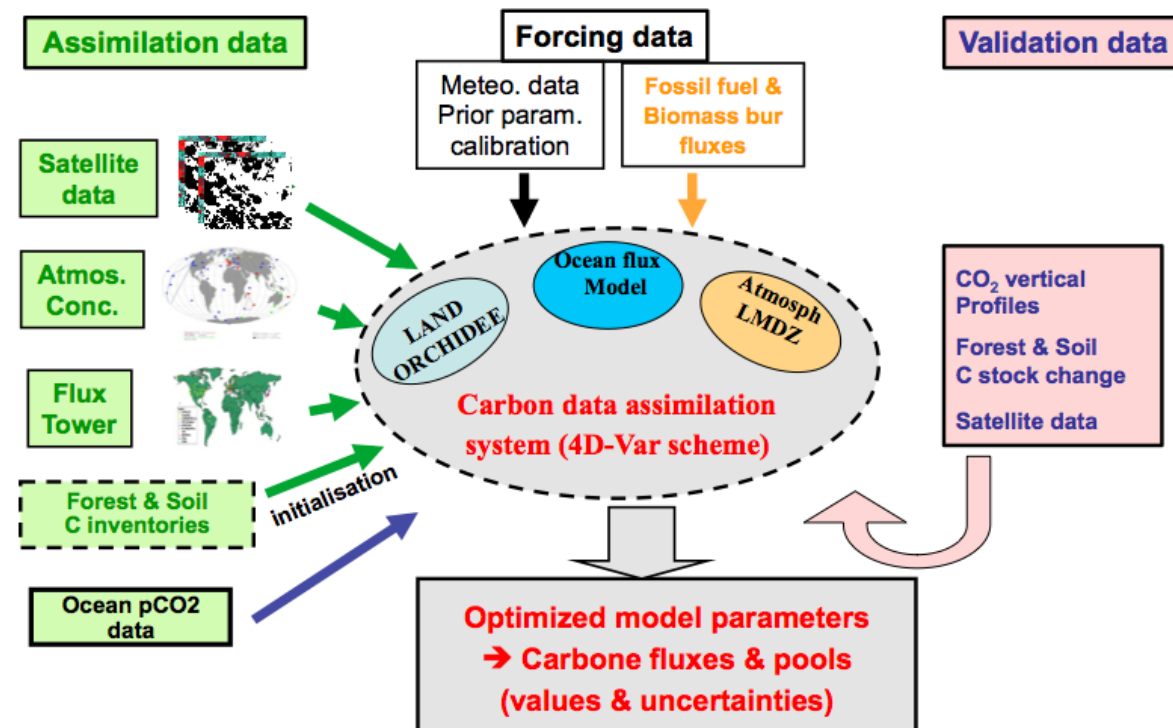 Assimilation data
Forcing data
Validation data
Meteo. data
Prior param.
calibration
Fossil fuel &
Biomass bur
fluxes
Satellite
data
Atmos.
Conc.
Flux
Tower
Forest & Soil
C inventories
initialisation
Ocean pCO2
data
LAND
ORCHIDEE
Ocean flux
Model
Atmosph
LMDZ
Carbon data assimilation
system (4D-Var scheme)
CO₂ vertical
Profiles
Forest & Soil
C stock change
Satellite data
Optimized model parameters
➔ Carbone fluxes & pools
(values & uncertainties)